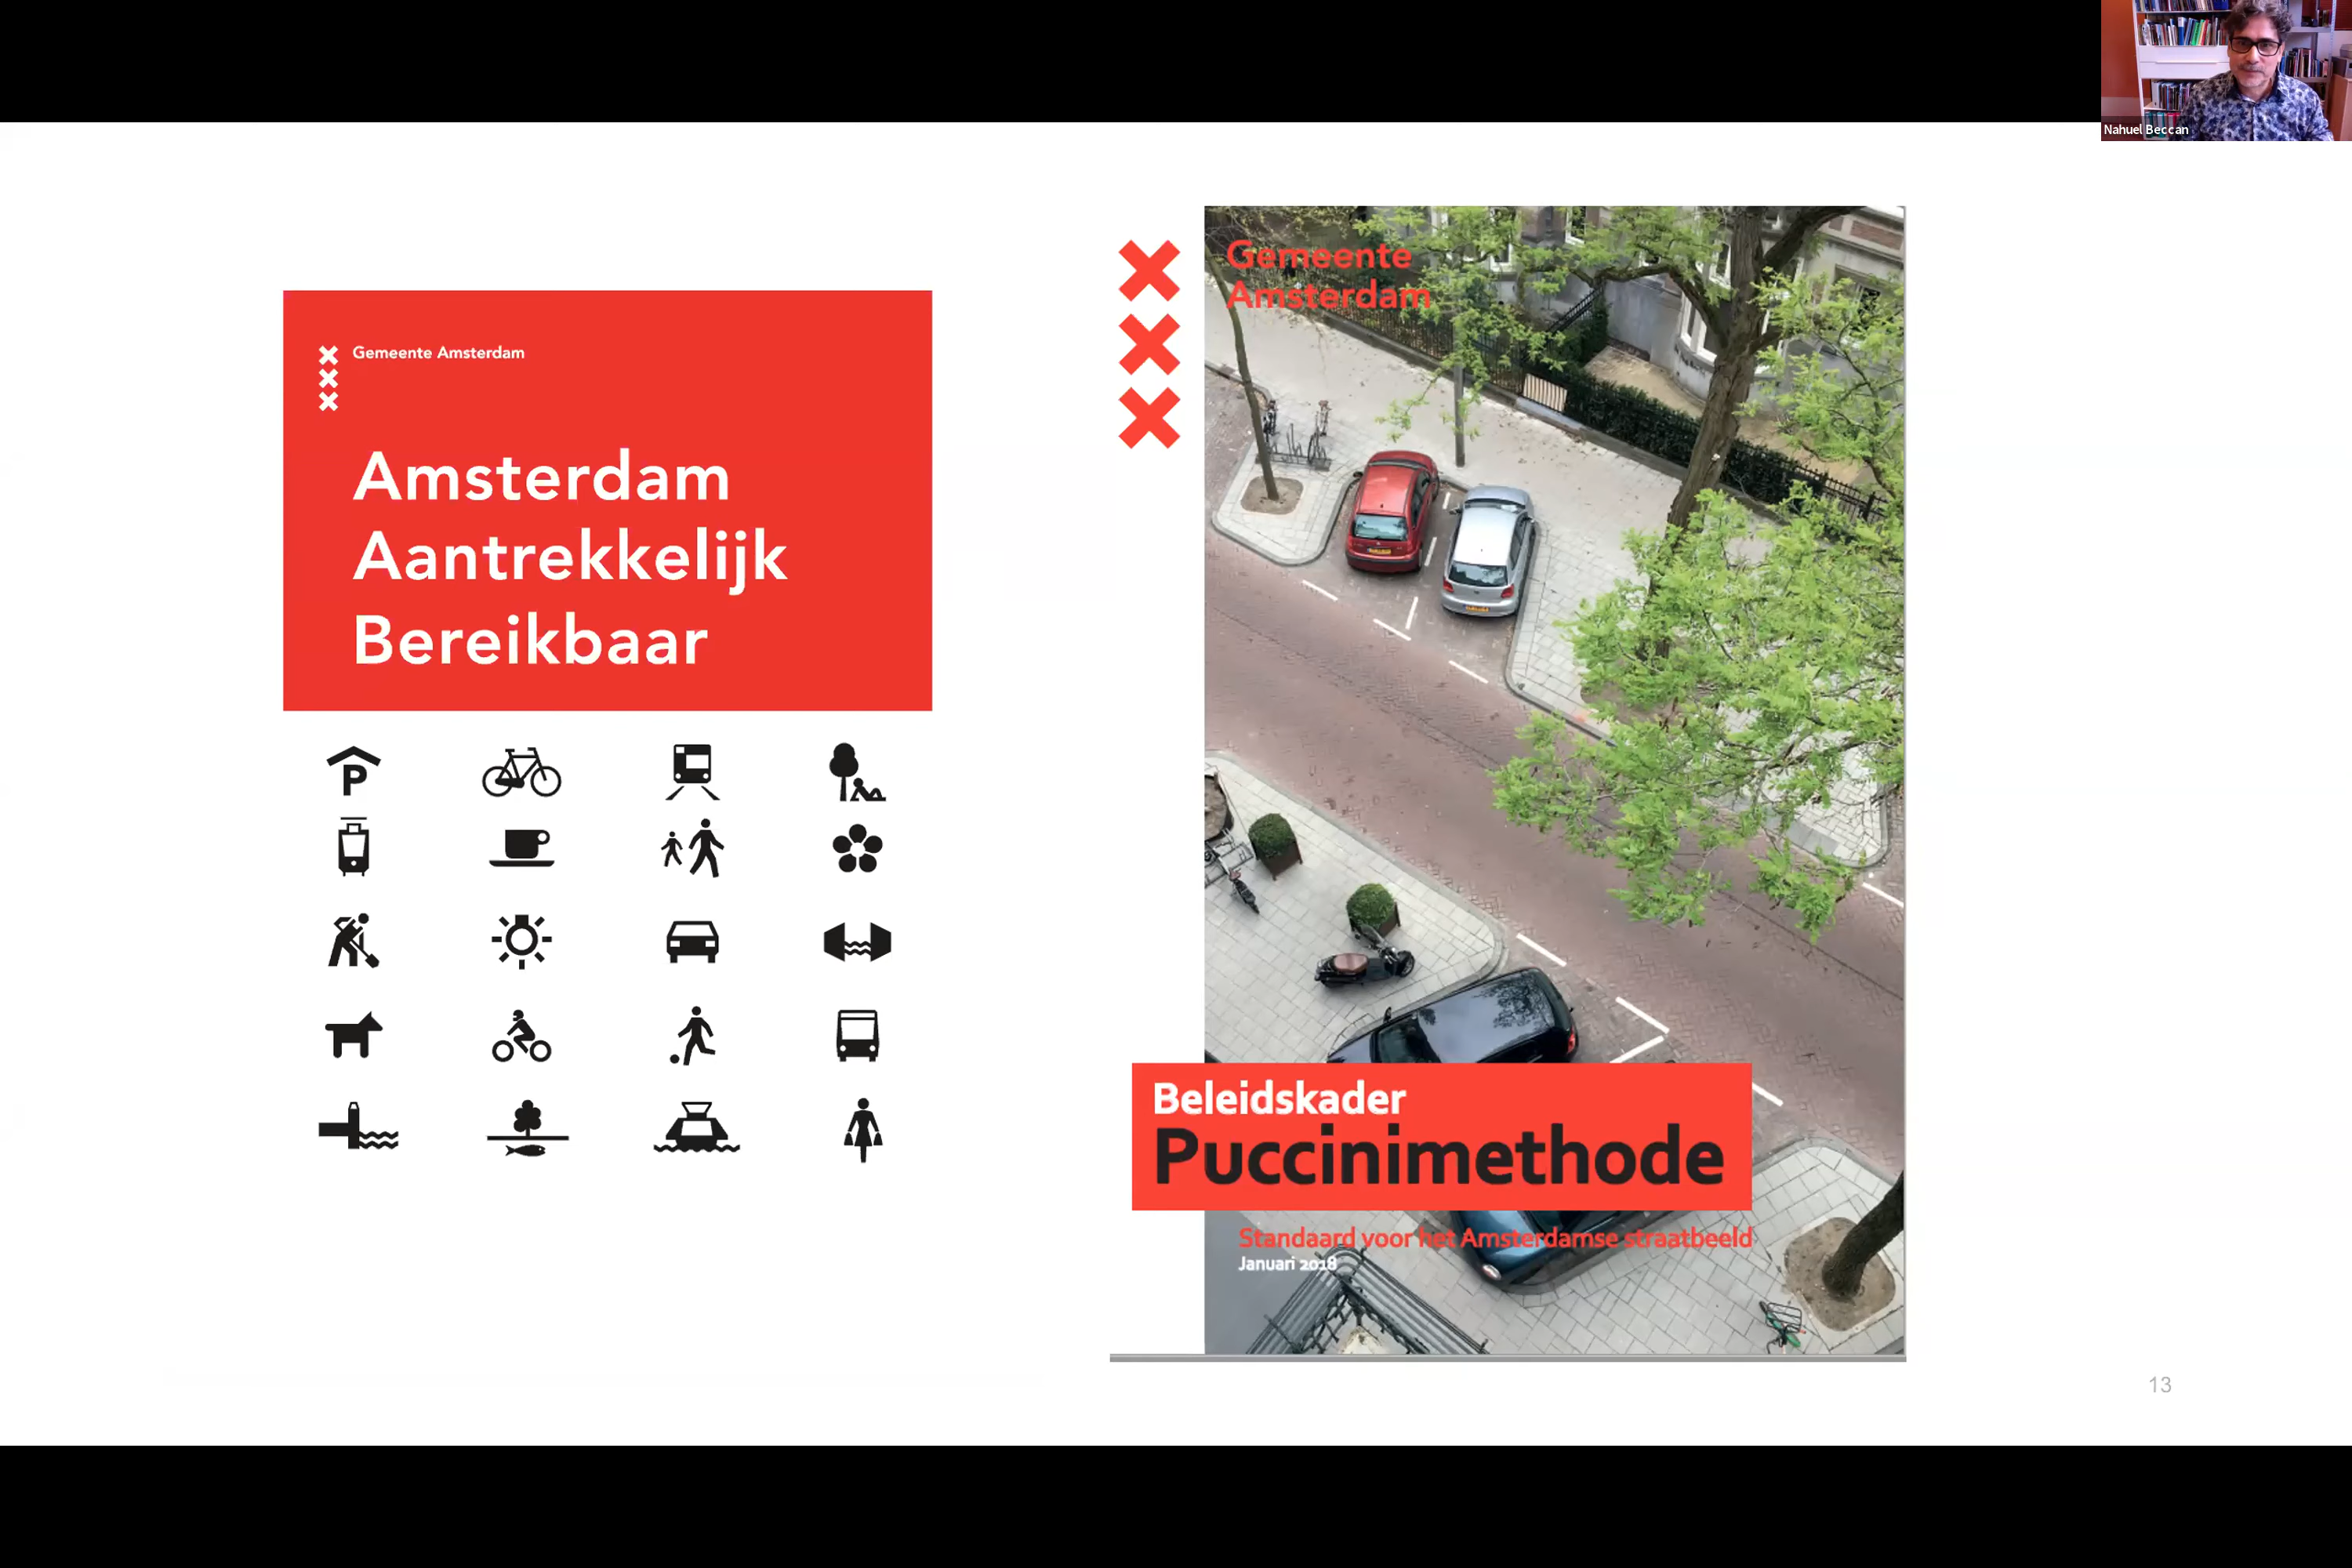 Nahuel Beccan
Gemeente Amsterdam
Amsterdam
Aantrekkelijk
Bereikbaar
P
Gemeente
Amsterdam
Beleidskader
Puccinimethode
Standaard voor het Amsterdamse straatbeeld
Januari 2018
13